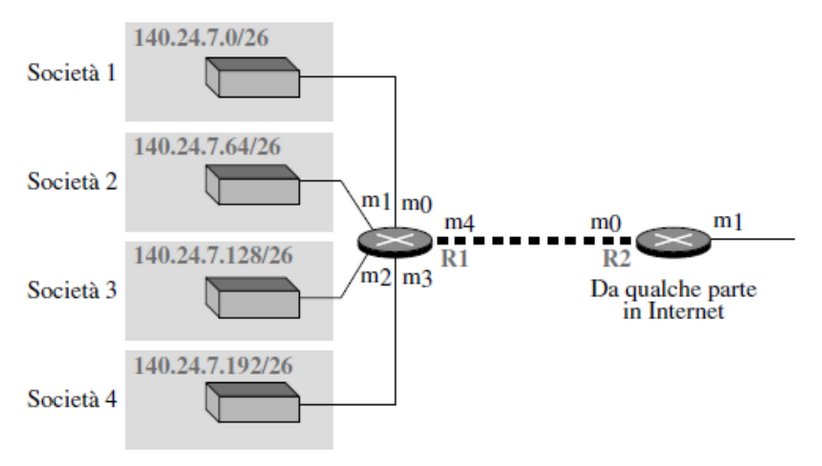 140.24.7.0/26
Società 1
140.24.7.64/26
Società 2
m1
m0
m4
m0
m1
140.24.7.128/26
R1
R2
m2
m3
Società 3
Da qualche parte
in Internet
140.24.7.192/26
Società 4